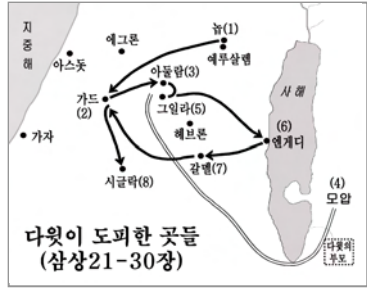 지중해
에그론
놉(1)
예루살렘
아스돗
아둘람(3)
가드
(2)
그일라(5)
사해
가자
헤브론
(6)
엔게디
시글락(8)
갈멜(7)
(4)
모압
다윗이 도피한 곳들
(삼상21-30장)
다윗의
부모